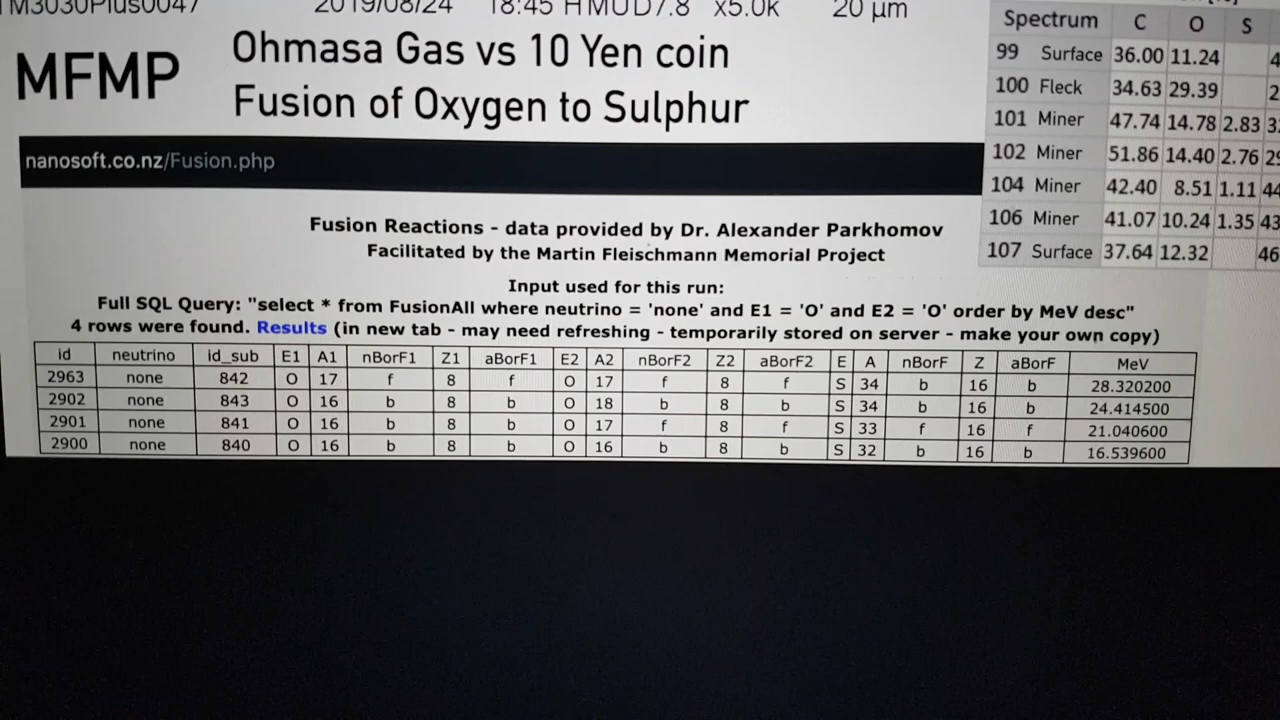 2019/08/24 18:45 HMUD7.8 x5.0k 20 µm
MFMP
Ohmasa Gas vs 10 Yen coin
Fusion of Oxygen to Sulphur
Spectrum C O S
99 Surface 36.00 11.24
100 Fleck 34.63 29.39
101 Miner 47.74 14.78 2.83
102 Miner 51.86 14.40 2.76
104 Miner 42.40 8.51 1.11
106 Miner 41.07 10.24 1.35
107 Surface 37.64 12.32
nanosoft.co.nz/Fusion.php
Fusion Reactions - data provided by Dr. Alexander Parkhomov
Facilitated by the Martin Fleischmann Memorial Project
Input used for this run:
Full SQL Query: "select * from FusionAll where neutrino = 'none' and E1 = 'O' and E2 = 'O' order by MeV desc"
4 rows were found. Results (in new tab - may need refreshing - temporarily stored on server - make your own copy)
id neutrino id_sub E1 A1 nBorF1 Z1 aBorF1 E2 A2 nBorF2 Z2 aBorF2 E A nBorF Z aBorF MeV
2963 none 842 O 17 f 8 f O 17 f 8 f S 34 b 16 b 28.320200
2902 none 843 O 16 b 8 b O 18 b 8 b S 34 b 16 b 24.414500
2901 none 841 O 16 b 8 b O 17 f 8 f S 33 f 16 f 21.040600
2900 none 840 O 16 b 8 b O 16 b 8 b S 32 b 16 b 16.539600